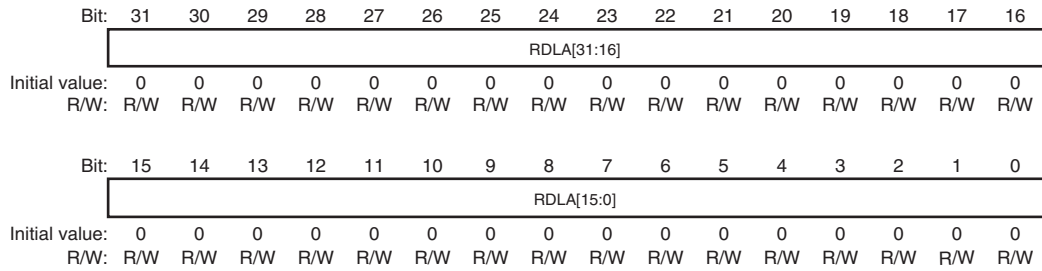 Bit: 31 30 29 28 27 26 25 24 23 22 21 20 19 18 17 16
RDLA[31:16]
Initial value: 0 0 0 0 0 0 0 0 0 0 0 0 0 0 0 0
R/W: R/W R/W R/W R/W R/W R/W R/W R/W R/W R/W R/W R/W R/W R/W R/W R/W
Bit: 15 14 13 12 11 10 9 8 7 6 5 4 3 2 1 0
RDLA[15:0]
Initial value: 0 0 0 0 0 0 0 0 0 0 0 0 0 0 0 0
R/W: R/W R/W R/W R/W R/W R/W R/W R/W R/W R/W R/W R/W R/W R/W R/W R/W